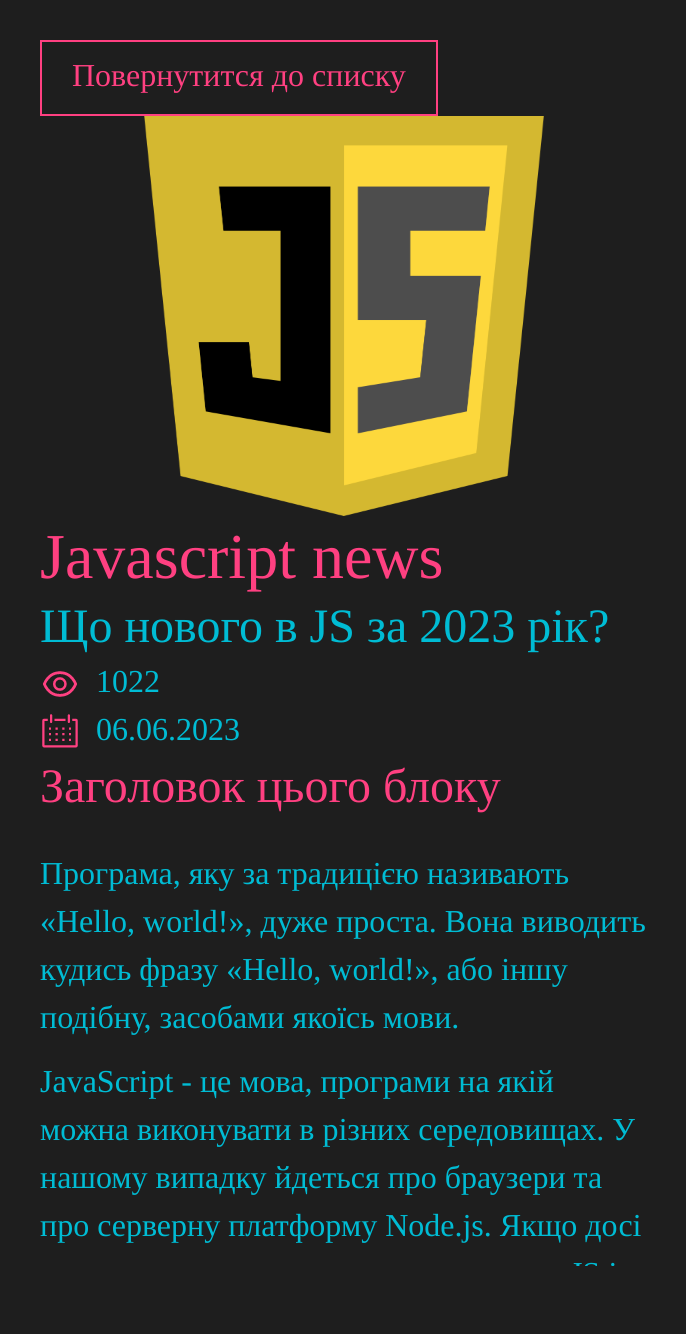 Повернутится до списку
JS
Javascript news
Що нового в JS за 2023 рік?
1022
06.06.2023
Заголовок цього блоку
Програма, яку за традицією називають
«Hello, world!», дуже проста. Вона виводить
кудись фразу «Hello, world!», або іншу
подібну, засобами якоїсь мови.
JavaScript - це мова, програми на якій
можна виконувати в різних середовищах. У
нашому випадку йдеться про браузери та
про серверну платформу Node.js. Якщо досі